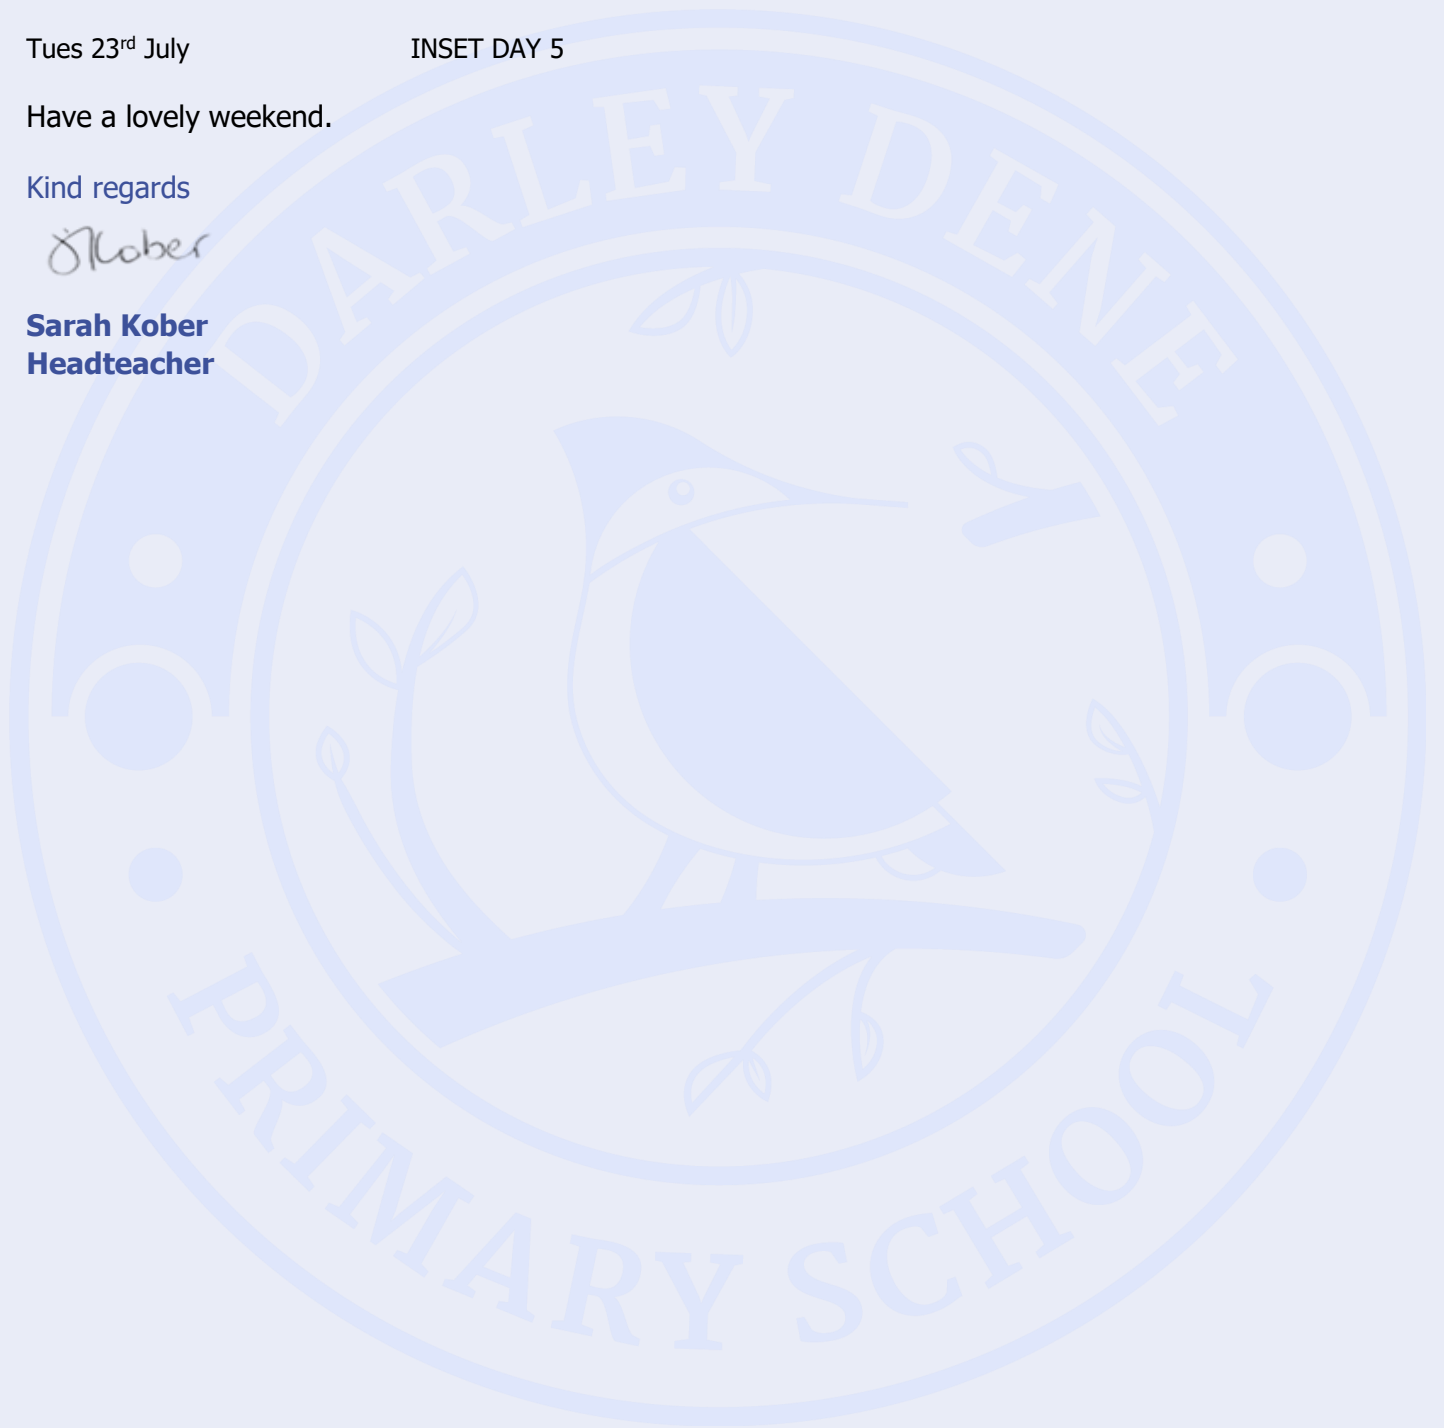 Tues 23rd July INSET DAY 5
Have a lovely weekend.
Kind regards
SKober
Sarah Kober
Headteacher
DARLEY DENE
PRIMARY SCHOOL